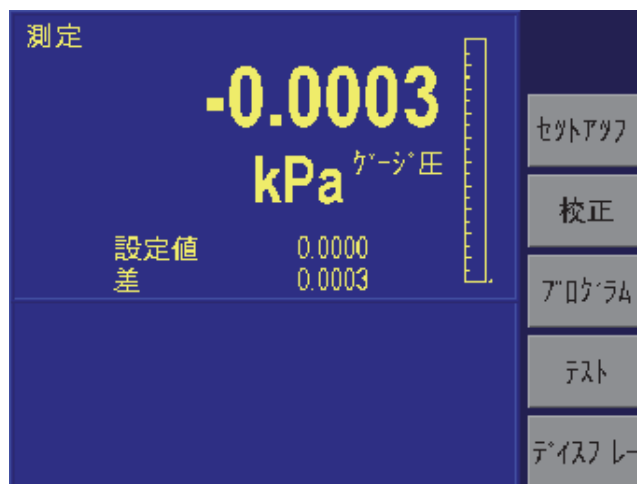 測定
-0.0003
kPa ｹﾞｰｼﾞ圧
設定値 0.0000
差 0.0003
ｾｯﾄｱｯﾌ
校正
ﾌﾟﾛｸﾞﾗﾑ
ﾃｽﾄ
ﾃﾞｨｽﾌﾟﾚｰ